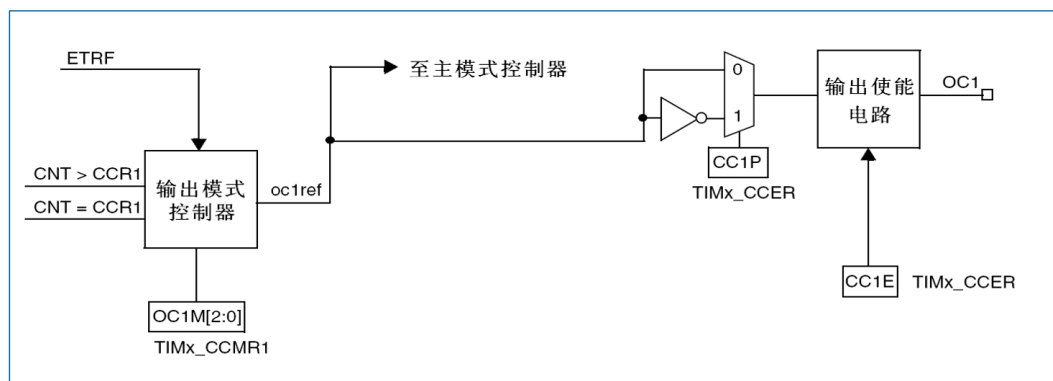 ETRF
至主模式控制器
0
1
输出使能
电路
OC1
CNT > CCR1
CNT = CCR1
输出模式
控制器
oc1ref
CC1P
TIMx_CCER
CC1E
TIMx_CCER
OC1M[2:0]
TIMx_CCMR1